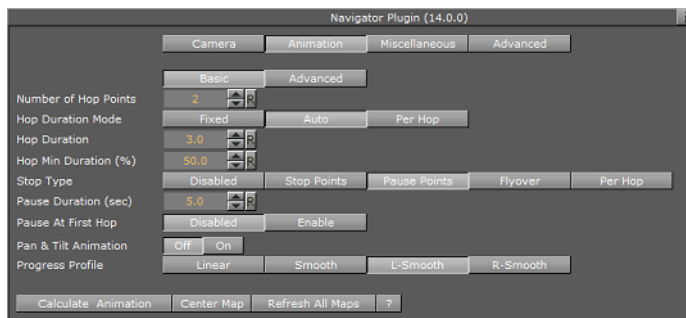 Navigator Plugin (14.0.0)
Camera Animation Miscellaneous Advanced
Basic Advanced
Number of Hop Points 2 R
Hop Duration Mode Fixed Auto Per Hop
Hop Duration 3.0 R
Hop Min Duration (%) 50.0 R
Stop Type Disabled Stop Points Pause Points Flyover Per Hop
Pause Duration (sec) 5.0 R
Pause At First Hop Disabled Enable
Pan & Tilt Animation Off On
Progress Profile Linear Smooth L-Smooth R-Smooth
Calculate Animation Center Map Refresh All Maps ?